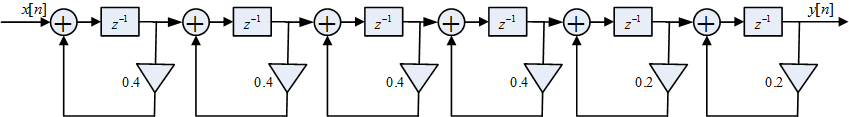 x[n] + z⁻¹ + z⁻¹ + z⁻¹ + z⁻¹ + z⁻¹ + z⁻¹ y[n]
0.4 0.4 0.4 0.4 0.2 0.2